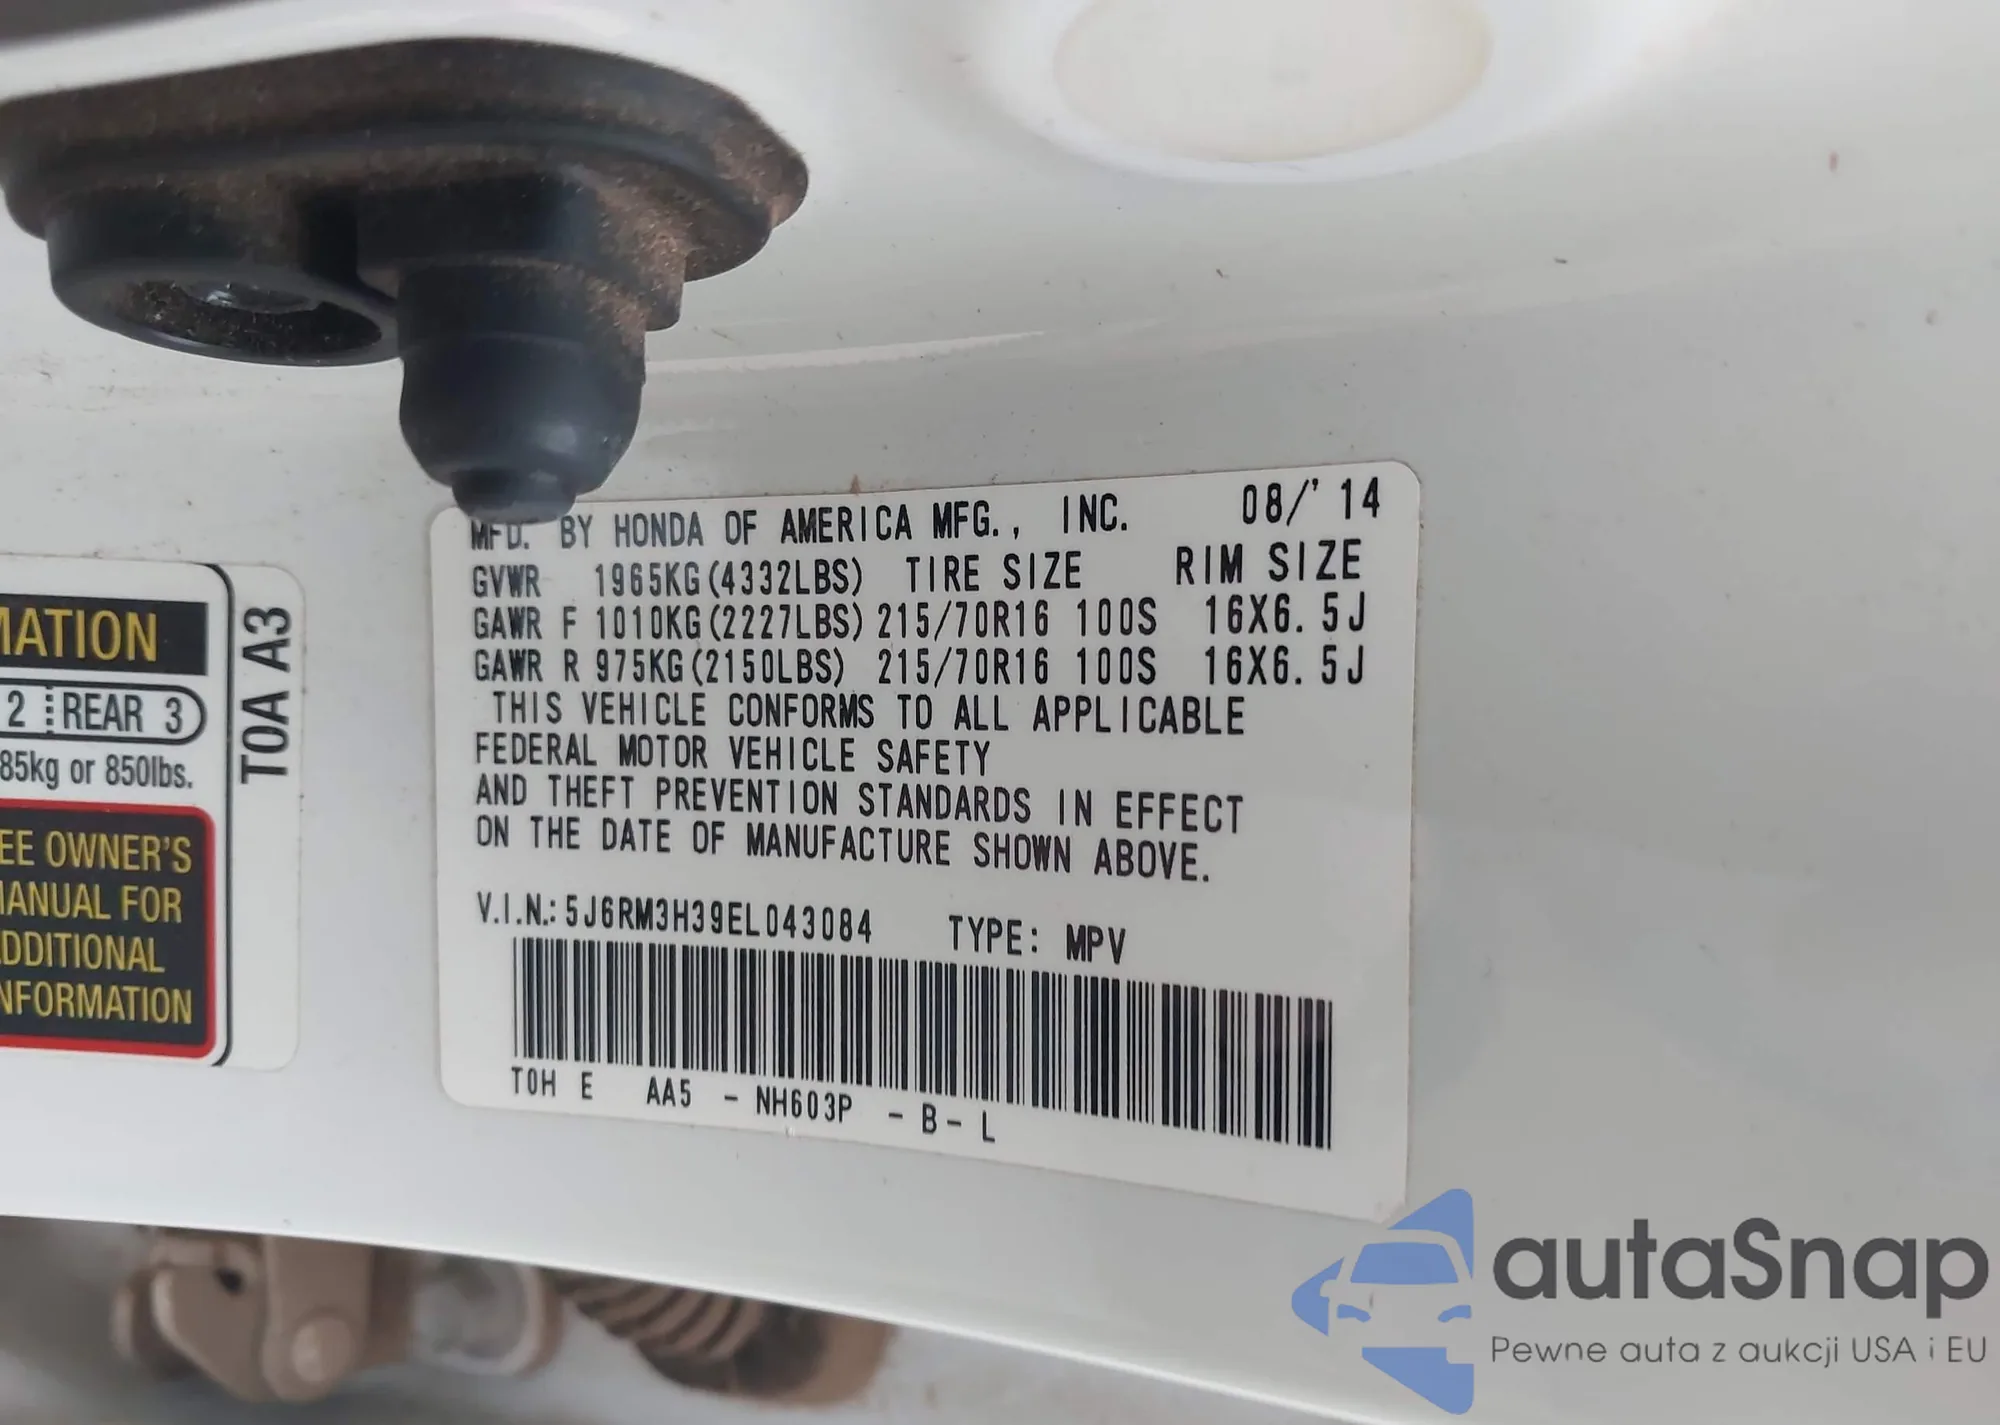 MFD. BY HONDA OF AMERICA MFG., INC. 08/'14
GVWR 1965KG(4332LBS) TIRE SIZE RIM SIZE
GAWR F 1010KG(2227LBS) 215/70R16 100S 16X6.5J
GAWR R 975KG(2150LBS) 215/70R16 100S 16X6.5J
THIS VEHICLE CONFORMS TO ALL APPLICABLE
FEDERAL MOTOR VEHICLE SAFETY
AND THEFT PREVENTION STANDARDS IN EFFECT
ON THE DATE OF MANUFACTURE SHOWN ABOVE.
V.I.N.: 5J6RM3H39EL043084 TYPE: MPV
T0H E AA5 - NH603P - B - L
MATION
2 REAR 3
85kg or 850lbs.
EE OWNER'S
MANUAL FOR
DDITIONAL
NFORMATION
T0A A3
autaSnap
Pewne auta z aukcji USA i EU